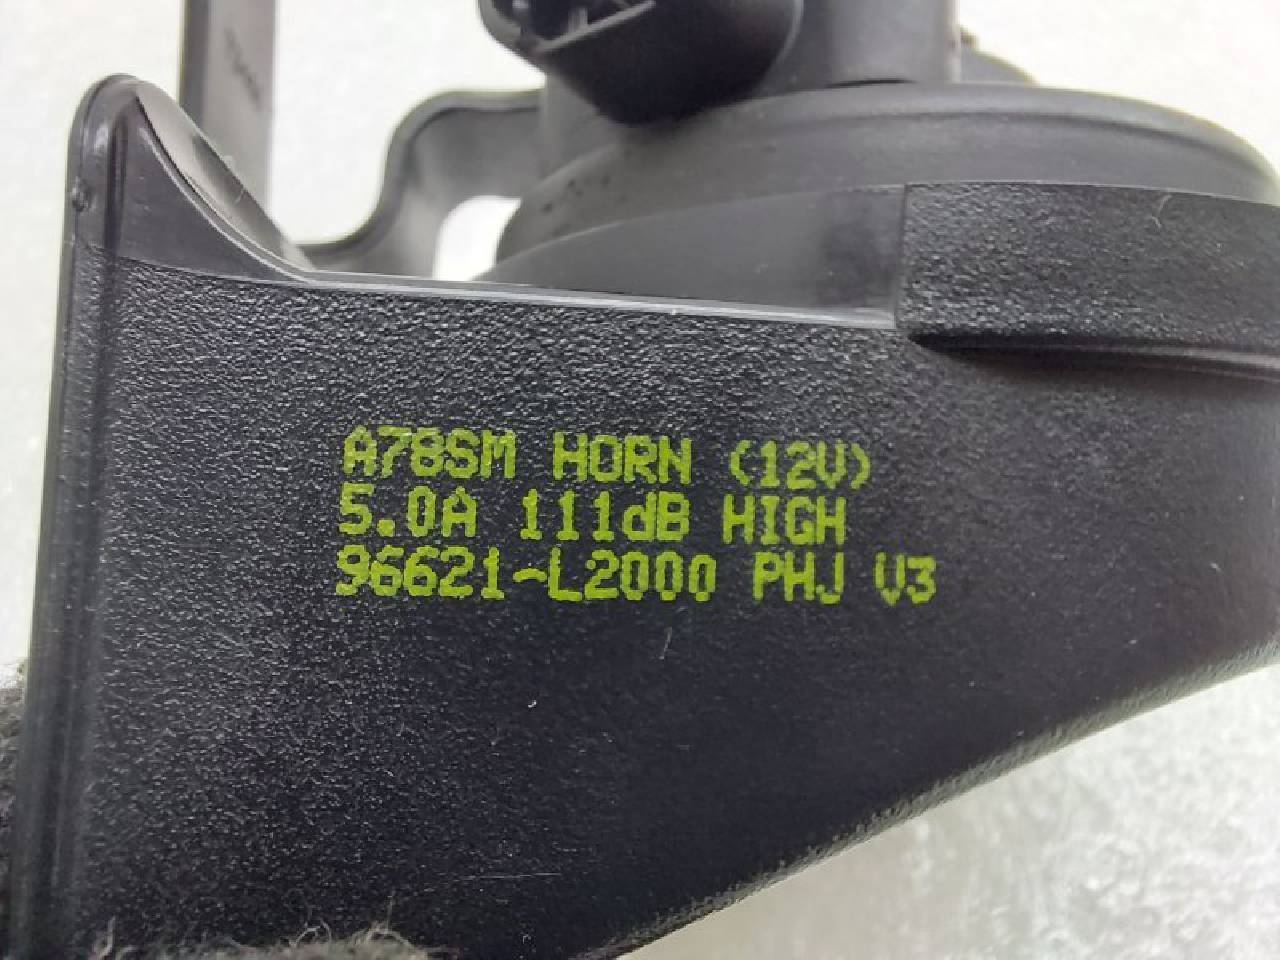 A78SM HORN (12V)
5.0A 111dB HIGH
96621-L2000 PHJ V3